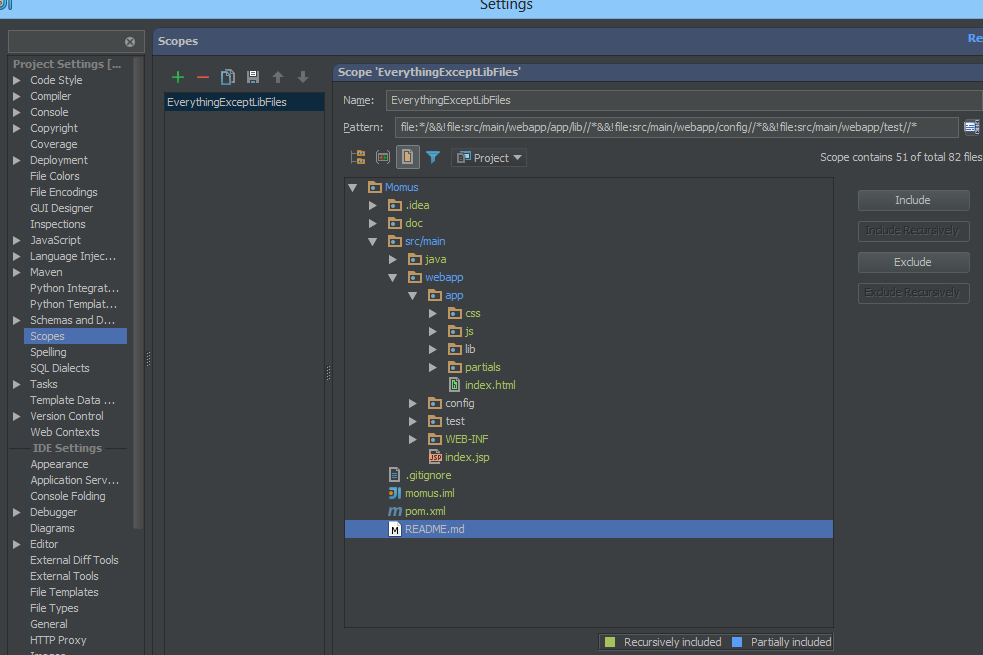 Settings
Scopes
Re
Project Settings [...
Code Style
Compiler
Console
Copyright
Coverage
Deployment
File Colors
File Encodings
GUI Designer
Inspections
JavaScript
Language Injec...
Maven
Python Integrat...
Python Templat...
Schemas and D...
Scopes
Spelling
SQL Dialects
Tasks
Template Data ...
Version Control
Web Contexts
IDE Settings
Appearance
Application Serv...
Console Folding
Debugger
Diagrams
Editor
External Diff Tools
External Tools
File Templates
File Types
General
HTTP Proxy
EverythingExceptLibFiles
Scope 'EverythingExceptLibFiles'
Name: EverythingExceptLibFiles
Pattern: file:*/&&!file:src/main/webapp/app/lib//*&&!file:src/main/webapp/config//*&&!file:src/main/webapp/test//*
Project
Scope contains 51 of total 82 files
Momus
.idea
doc
src/main
java
webapp
app
css
js
lib
partials
index.html
config
test
WEB-INF
index.jsp
.gitignore
momus.iml
pom.xml
README.md
Include
Include Recursively
Exclude
Exclude Recursively
Recursively included
Partially included